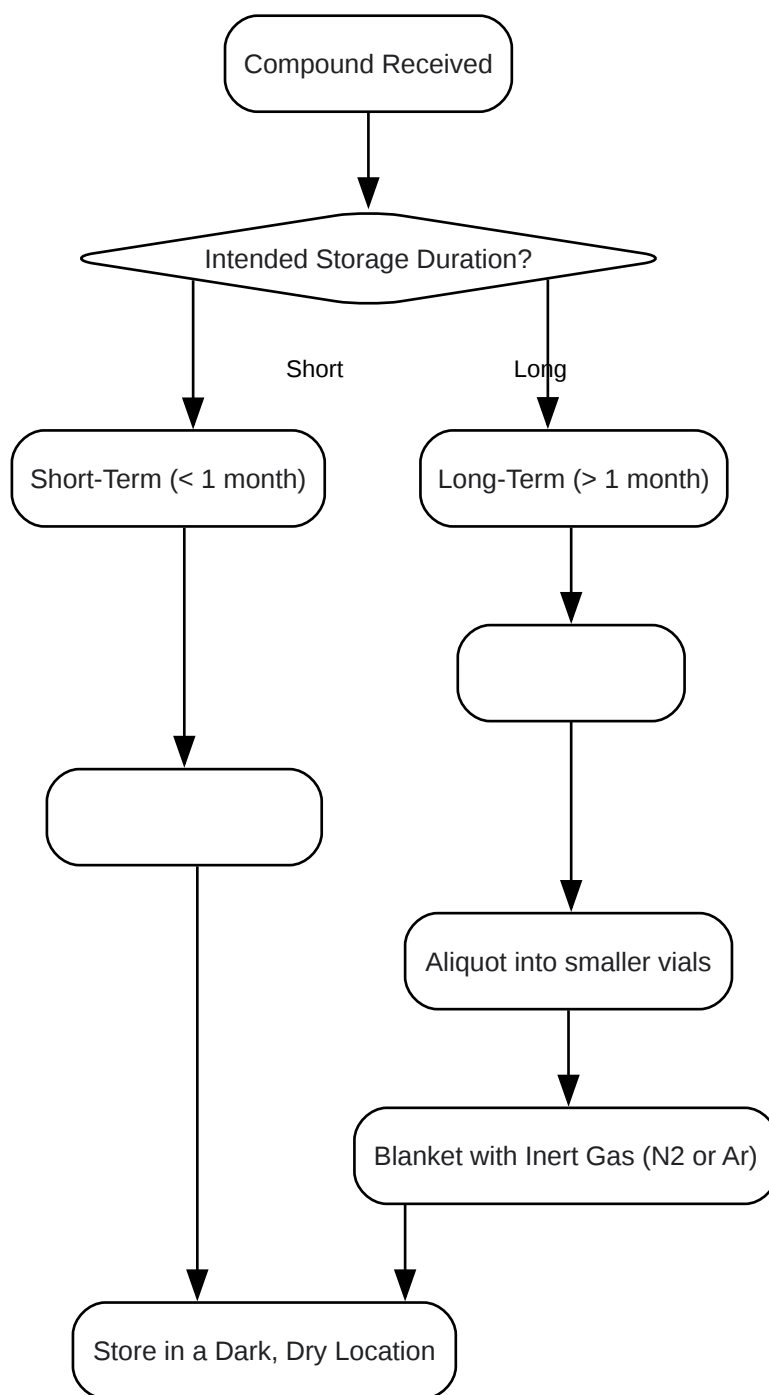 Compound Received
Intended Storage Duration?
Short
Long
Short-Term (< 1 month)
Long-Term (> 1 month)
Aliquot into smaller vials
Blanket with Inert Gas (N2 or Ar)
Store in a Dark, Dry Location